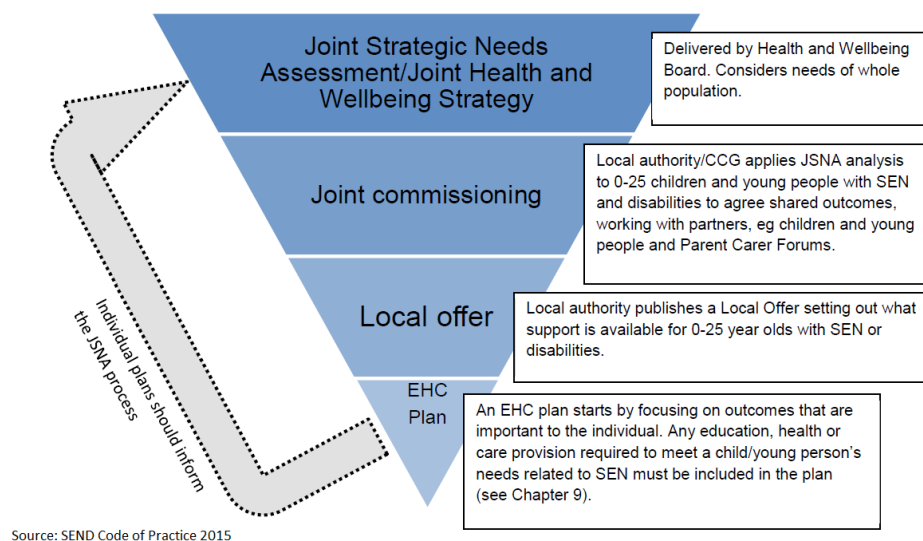 Joint Strategic Needs
Assessment/Joint Health and
Wellbeing Strategy
Delivered by Health and Wellbeing
Board. Considers needs of whole
population.
Joint commissioning
Local authority/CCG applies JSNA analysis
to 0-25 children and young people with SEN
and disabilities to agree shared outcomes,
working with partners, eg children and young
people and Parent Carer Forums.
Local offer
Local authority publishes a Local Offer setting out what
support is available for 0-25 year olds with SEN or
disabilities.
EHC
Plan
An EHC plan starts by focusing on outcomes that are
important to the individual. Any education, health or
care provision required to meet a child/young person's
needs related to SEN must be included in the plan
(see Chapter 9).
Individual plans should inform
the JSNA process
Source: SEND Code of Practice 2015